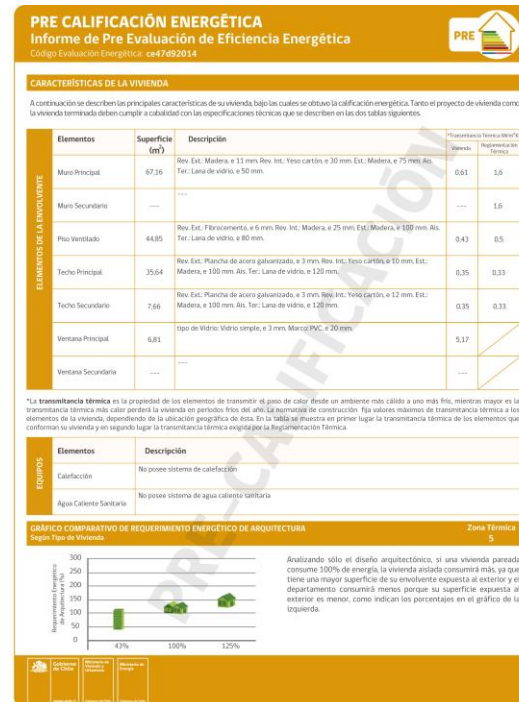 PRE CALIFICACIÓN ENERGÉTICA
Informe de Pre Evaluación de Eficiencia Energética
Código Evaluación Energética: ce47d92014
PRE
CARACTERÍSTICAS DE LA VIVIENDA
A continuación se describen las principales características de su vivienda, bajo las cuales se obtuvo la calificación energética. Tanto el proyecto de vivienda como
la vivienda terminada deben cumplir a cabalidad con las especificaciones técnicas que se describen en las dos tablas siguientes.
ELEMENTOS DE LA ENVOLVENTE
Elementos Superficie (m²) Descripción *Transmitancia Térmica W/(m²K)
Vivienda Reglamentación Térmica
Rev. Ext.: Madera, e 11 mm. Rev. Int.: Yeso cartón, e 30 mm. Est.: Madera, e 75 mm. Ais.
Muro Principal 67,16 Ter.: Lana de vidrio, e 50 mm. 0,61 1,6
Muro Secundario --- --- --- 1,6
Rev. Ext.: Fibrocemento, e 6 mm. Rev. Int.: Madera, e 25 mm. Est.: Madera, e 100 mm. Ais.
Piso Ventilado 44,85 Ter.: Lana de vidrio, e 80 mm. 0,43 0,5
Rev. Ext.: Plancha de acero galvanizado, e 3 mm. Rev. Int.: Yeso cartón, e 10 mm. Est.:
Techo Principal 35,64 Madera, e 100 mm. Ais. Ter.: Lana de vidrio, e 120 mm. 0,35 0,33
Rev. Ext.: Plancha de acero galvanizado, e 3 mm. Rev. Int.: Yeso cartón, e 12 mm. Est.:
Techo Secundario 7,66 Madera, e 100 mm. Ais. Ter.: Lana de vidrio, e 120 mm. 0,35 0,33
tipo de Vidrio: Vidrio simple, e 3 mm. Marco: PVC, e 20 mm.
Ventana Principal 6,81 5,17
Ventana Secundaria --- --- ---
*La transmitancia térmica es la propiedad de los elementos de transmitir el paso de calor desde un ambiente más cálido a uno más frío, mientras mayor es la
transmitancia térmica más calor perderá la vivienda en periodos fríos del año. La normativa de construcción fija valores máximos de transmitancia térmica a los
elementos de la vivienda, dependiendo de la ubicación geográfica de ésta. En la tabla se muestra en primer lugar la transmitancia térmica de los elementos que
conforman su vivienda y en segundo lugar la transmitancia térmica exigida por la Reglamentación Térmica.
EQUIPOS
Elementos Descripción
No posee sistema de calefacción
Calefacción
No posee sistema de agua caliente sanitaria
Agua Caliente Sanitaria
GRÁFICO COMPARATIVO DE REQUERIMIENTO ENERGÉTICO DE ARQUITECTURA
Según Tipo de Vivienda
Zona Térmica
5
Requerimiento Energético
de Arquitectura (%)
300
250
200
150
100
50
0
43% 100% 125%
Analizando sólo el diseño arquitectónico, si una vivienda pareada
consume 100% de energía, la vivienda aislada consumirá más, ya que
tiene una mayor superficie de su envolvente expuesta al exterior y el
departamento consumirá menos porque su superficie expuesta al
exterior es menor, como indican los porcentajes en el gráfico de la
izquierda.
PRE-CALIFICACIÓN
Gobierno
de Chile
Ministerio de
Vivienda y
Urbanismo
Ministerio de
Energía